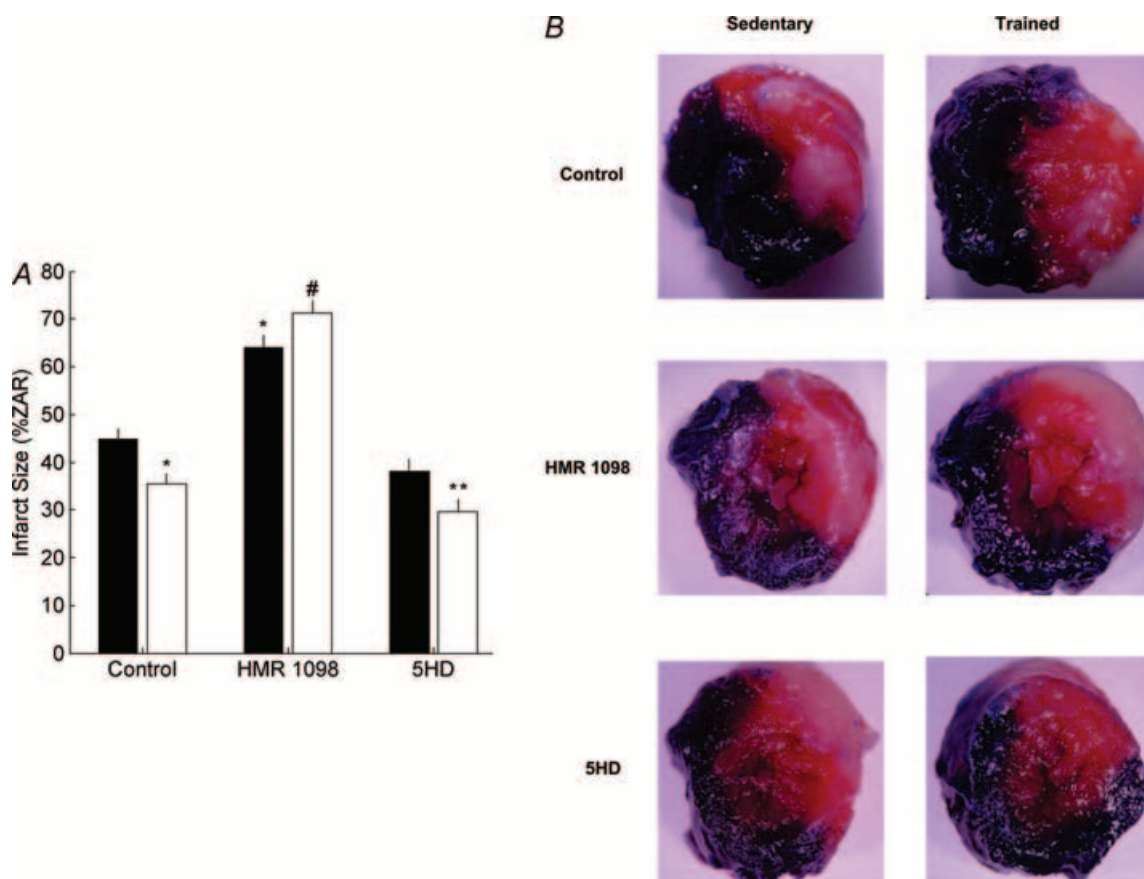 A
Infarct Size (%ZAR)
80
70
60
50
40
30
20
10
0
*
*
#
**
Control HMR 1098 5HD
B
Sedentary Trained
Control
HMR 1098
5HD